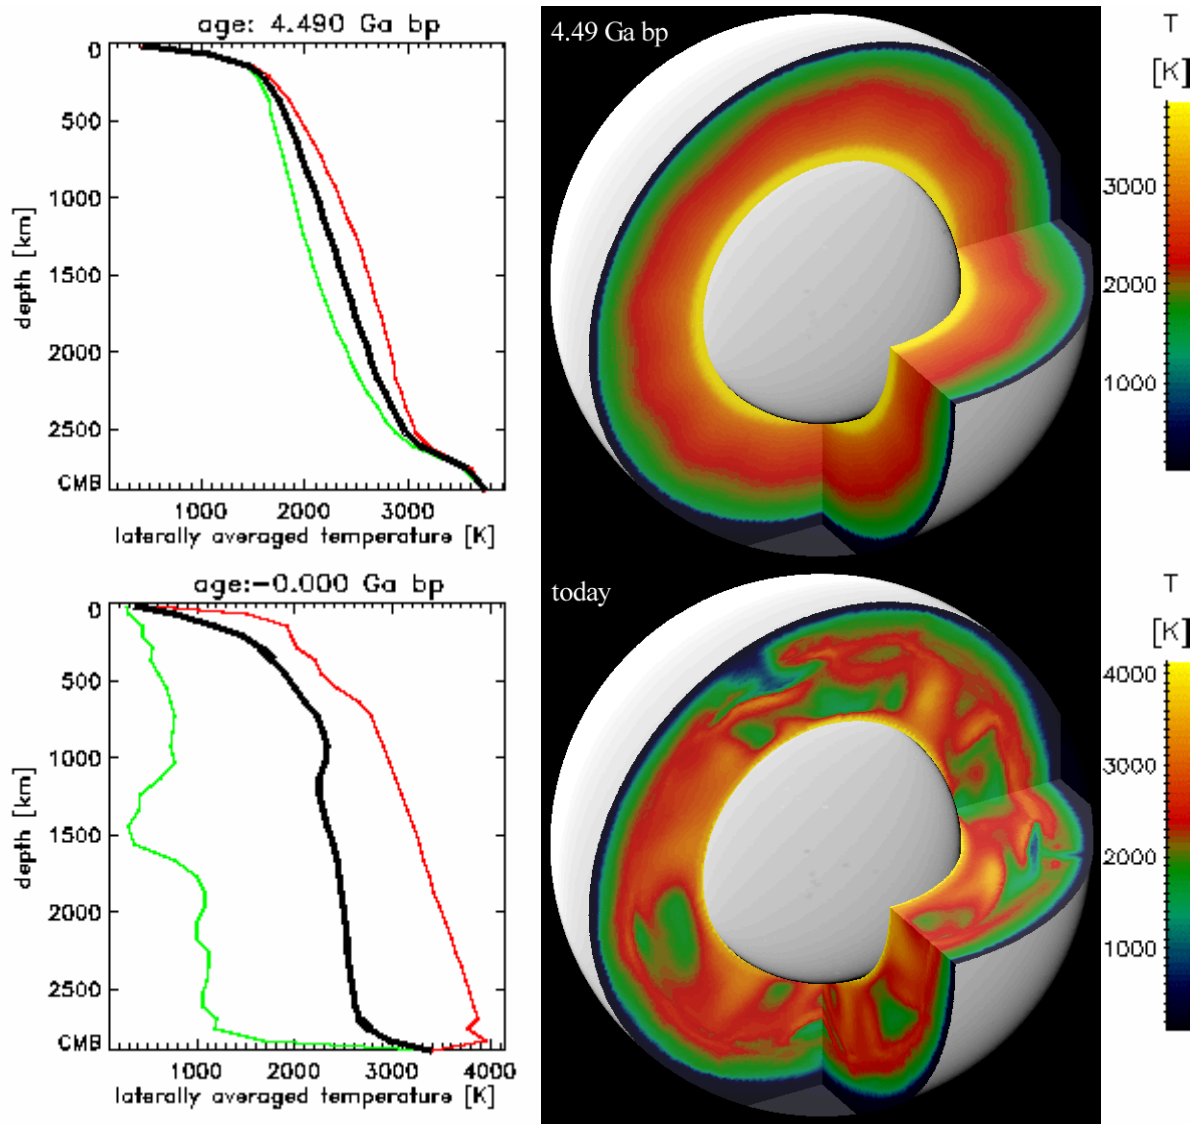 age: 4.490 Ga bp
0
500
1000
1500
2000
2500
CMB
depth [km]
1000 2000 3000
laterally averaged temperature [K]
4.49 Ga bp
T
[K]
3000
2000
1000
age:-0.000 Ga bp
0
500
1000
1500
2000
2500
CMB
depth [km]
1000 2000 3000 4000
laterally averaged temperature [K]
today
T
[K]
4000
3000
2000
1000